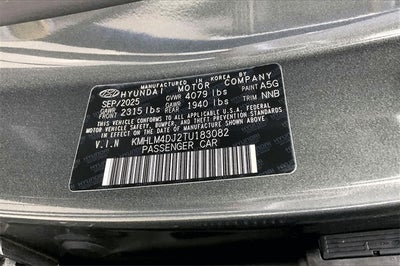 MANUFACTURED IN KOREA BY
HYUNDAI MOTOR COMPANY
SEP/2025 GVWR 4079 lbs PAINT A5G
GAWR FRONT 2315 lbs GAWR REAR 1940 lbs TRIM NNB
THIS VEHICLE CONFORMS TO ALL APPLICABLE U.S.A. FEDERAL
MOTOR VEHICLE SAFETY, BUMPER, AND THEFT PREVENTION
STANDARDS IN EFFECT ON THE DATE OF MANUFACTURE SHOWN ABOVE.
V.I.N KMHLM4DJ2TU183082
PASSENGER CAR